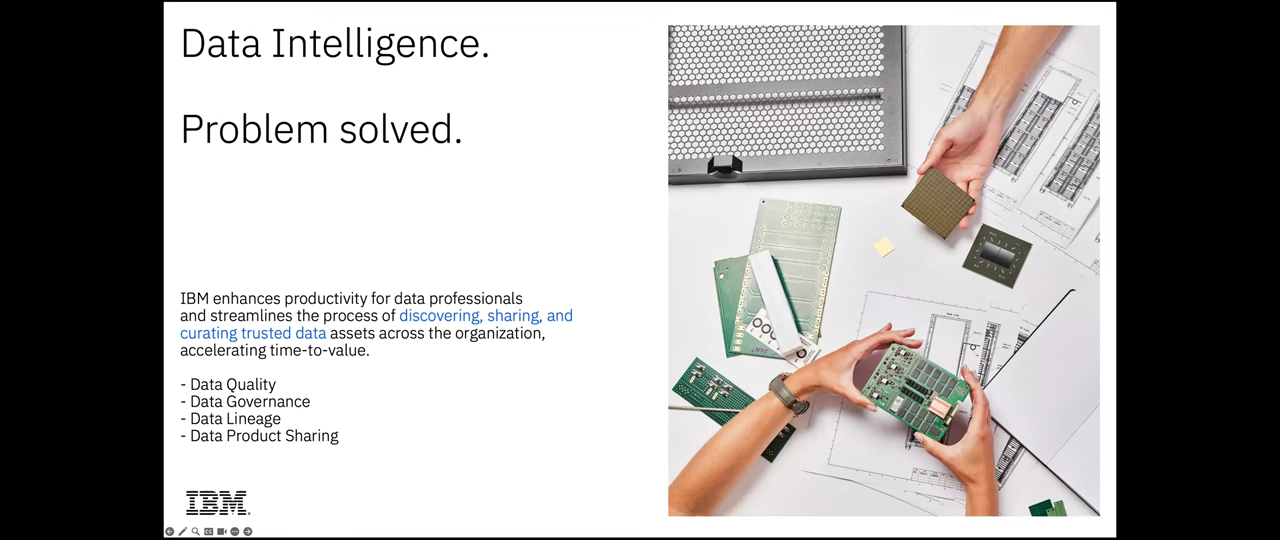 Data Intelligence.
Problem solved.
IBM enhances productivity for data professionals
and streamlines the process of discovering, sharing, and
curating trusted data assets across the organization,
accelerating time-to-value.
- Data Quality
- Data Governance
- Data Lineage
- Data Product Sharing
IBM